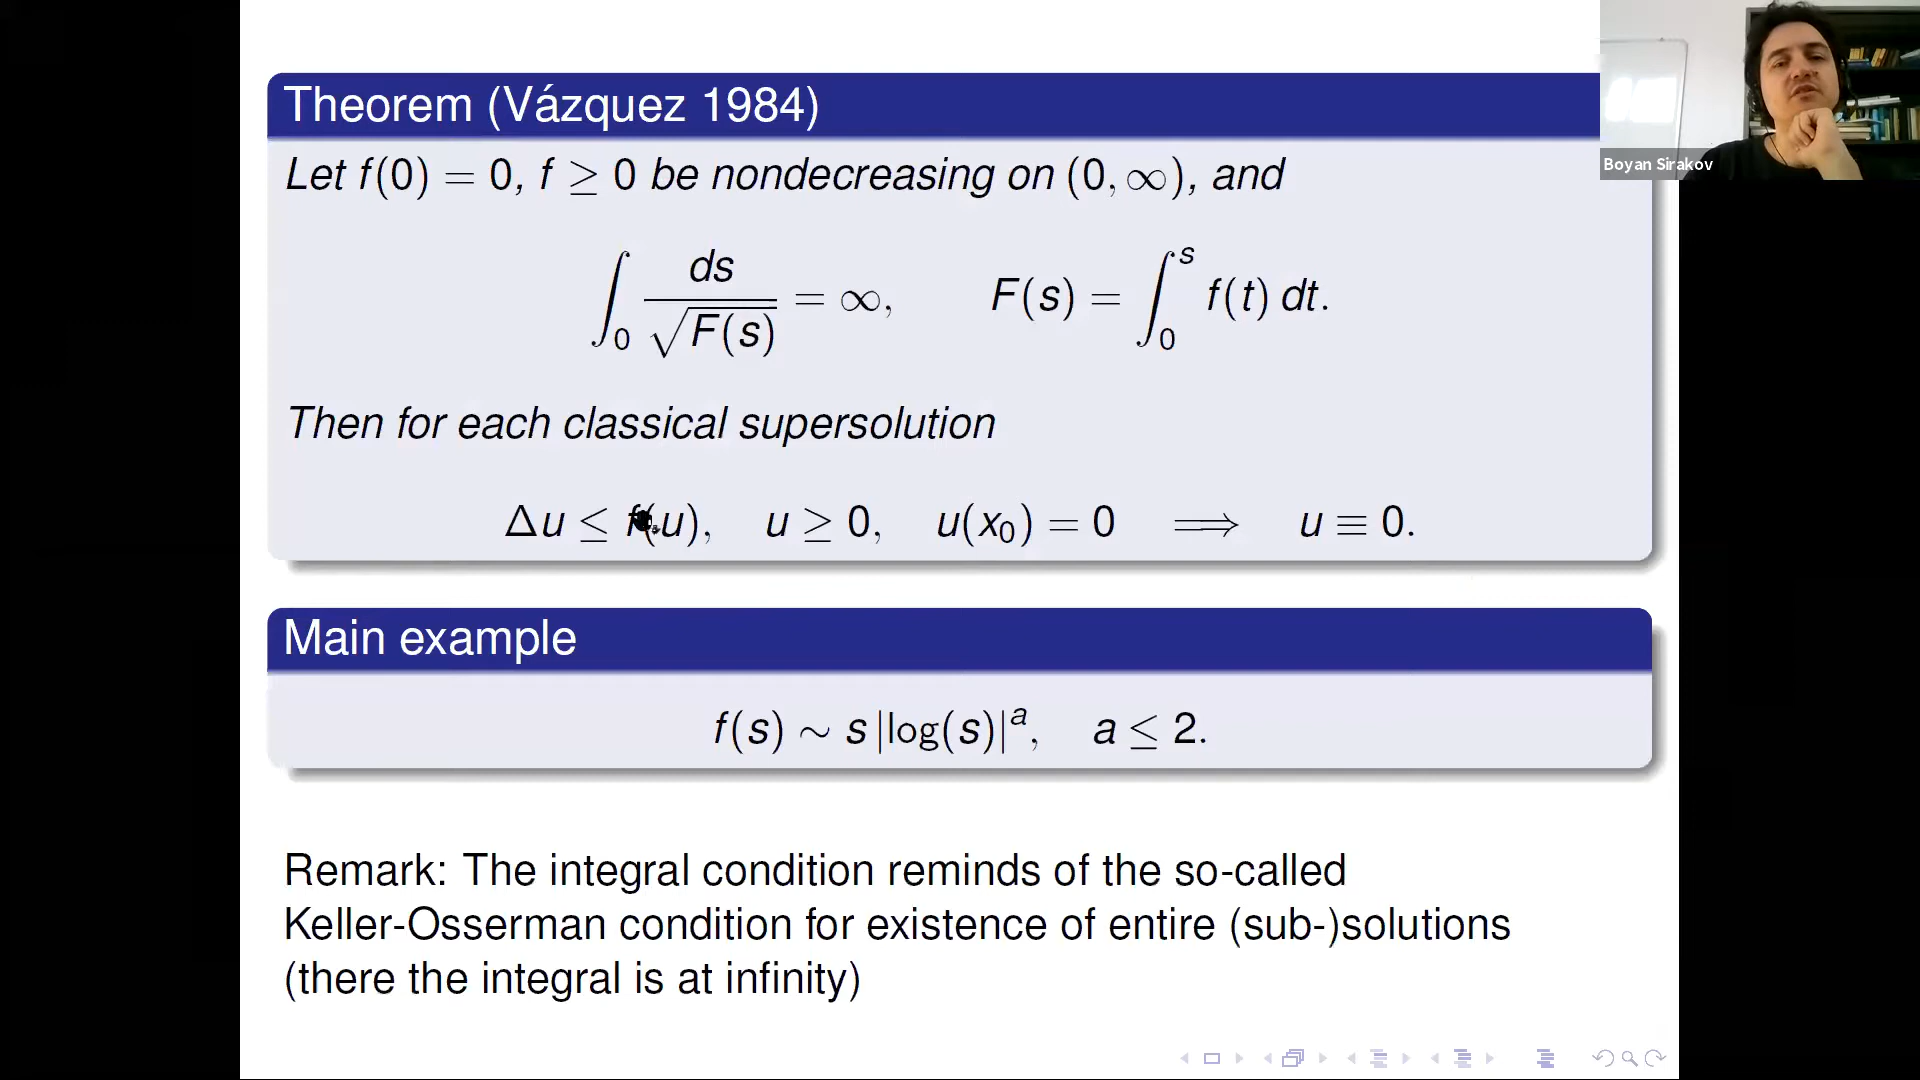 Theorem (Vázquez 1984)
Boyan Sirakov
Let f(0) = 0, f ≥ 0 be nondecreasing on (0, ∞), and
∫₀ ds/√F(s) = ∞, F(s) = ∫₀ˢ f(t) dt.
Then for each classical supersolution
Δu ≤ f(u), u ≥ 0, u(x₀) = 0 ⟹ u ≡ 0.
Main example
f(s) ∼ s |log(s)|ᵃ, a ≤ 2.
Remark: The integral condition reminds of the so-called
Keller-Osserman condition for existence of entire (sub-)solutions
(there the integral is at infinity)